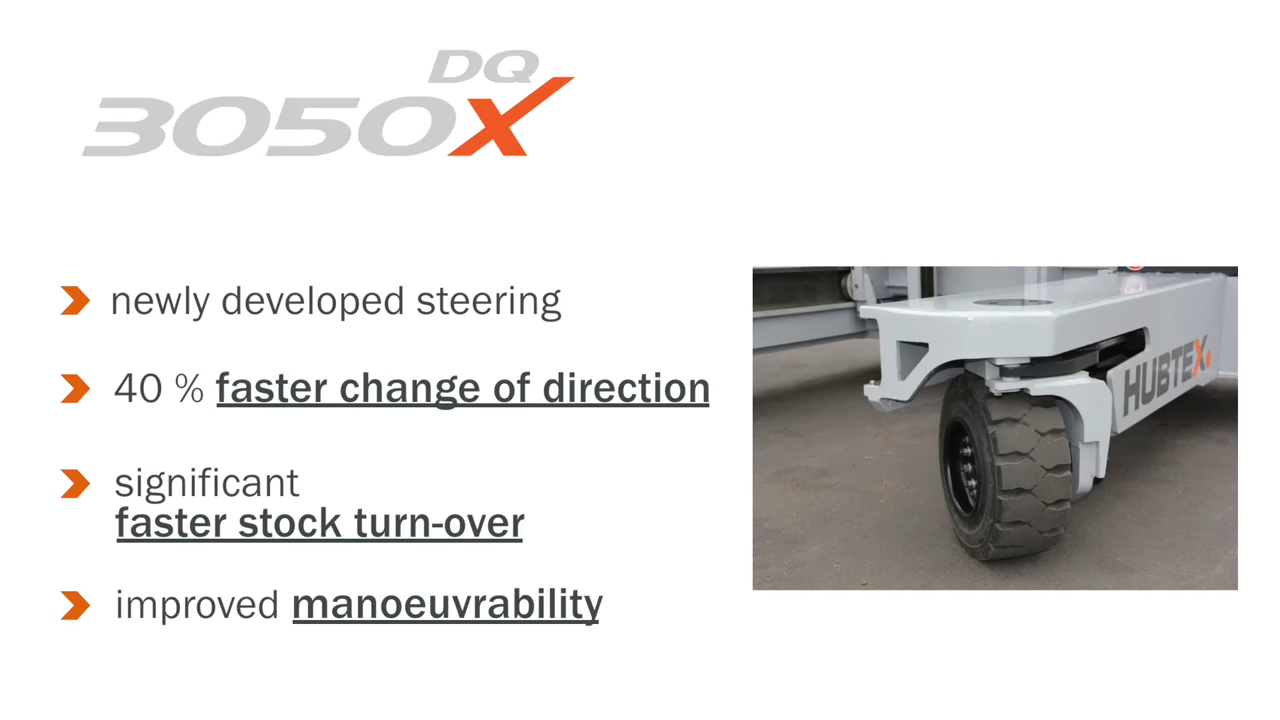 DQ
3050X
newly developed steering
40 % faster change of direction
significant
faster stock turn-over
improved manoeuvrability
HUBTEX.